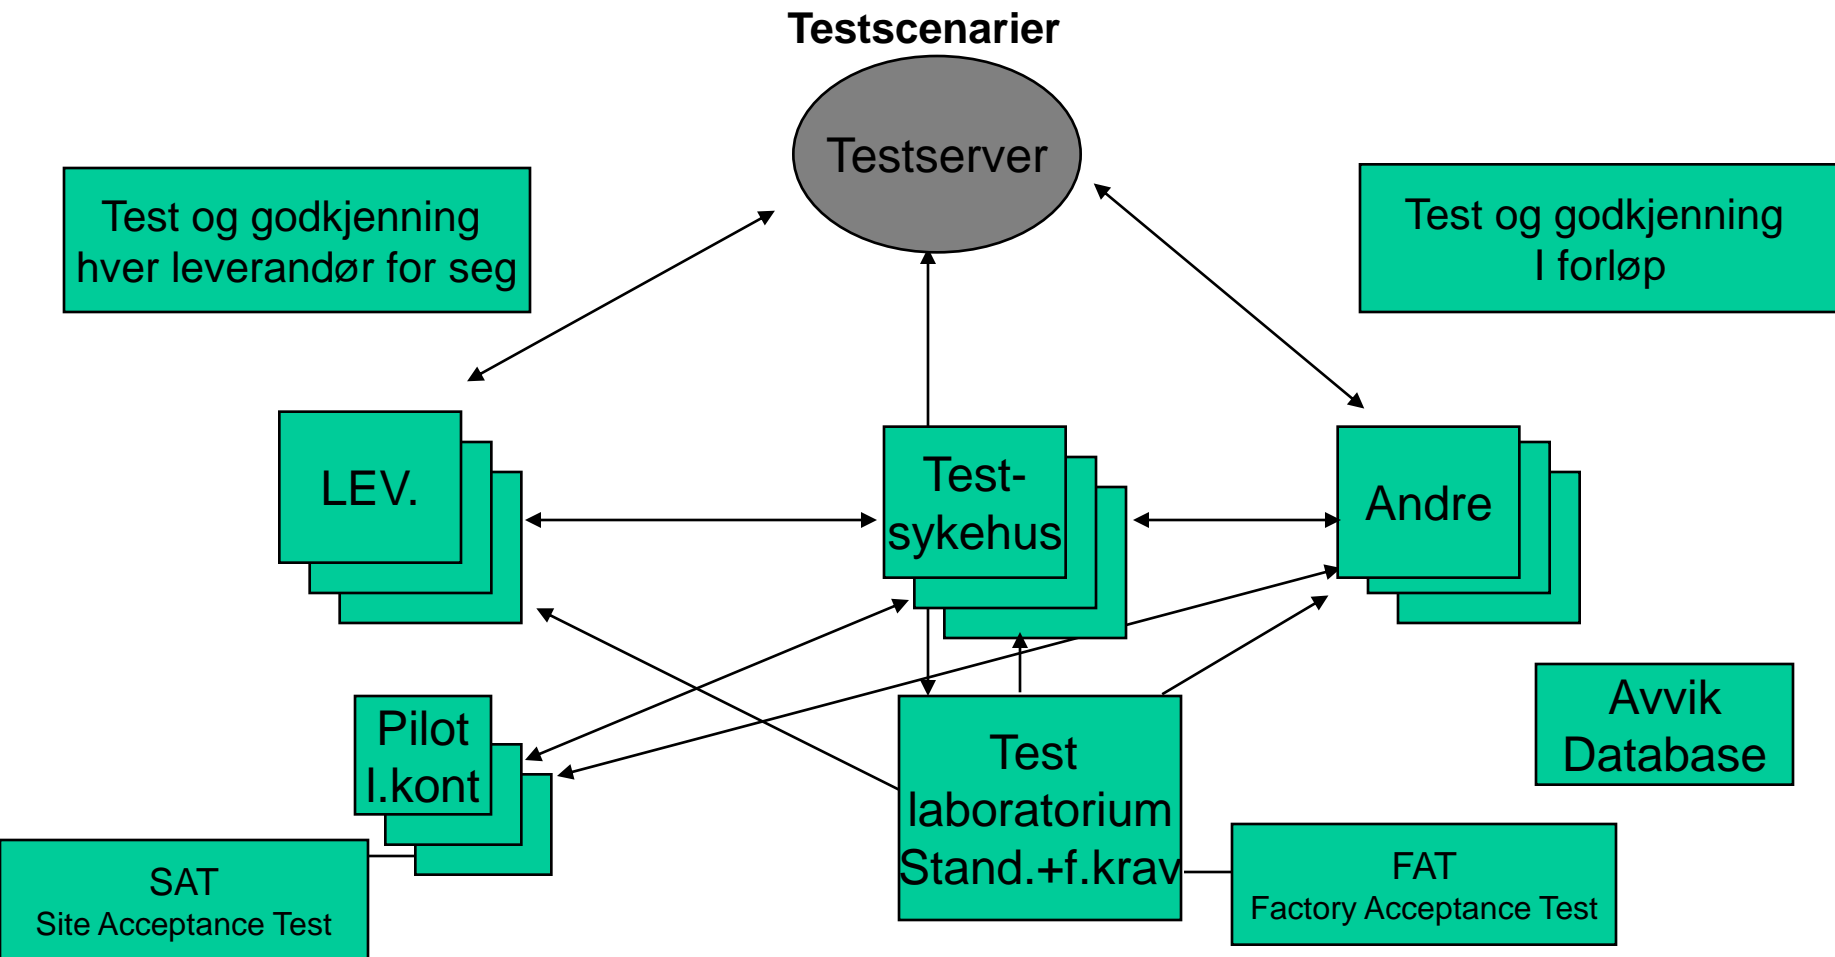 Testscenarier
Testserver
Test og godkjenning
hver leverandør for seg
Test og godkjenning
I forløp
LEV.
Test-
sykehus
Andre
Pilot
l.kont
Test
laboratorium
Stand.+f.krav
Avvik
Database
SAT
Site Acceptance Test
FAT
Factory Acceptance Test